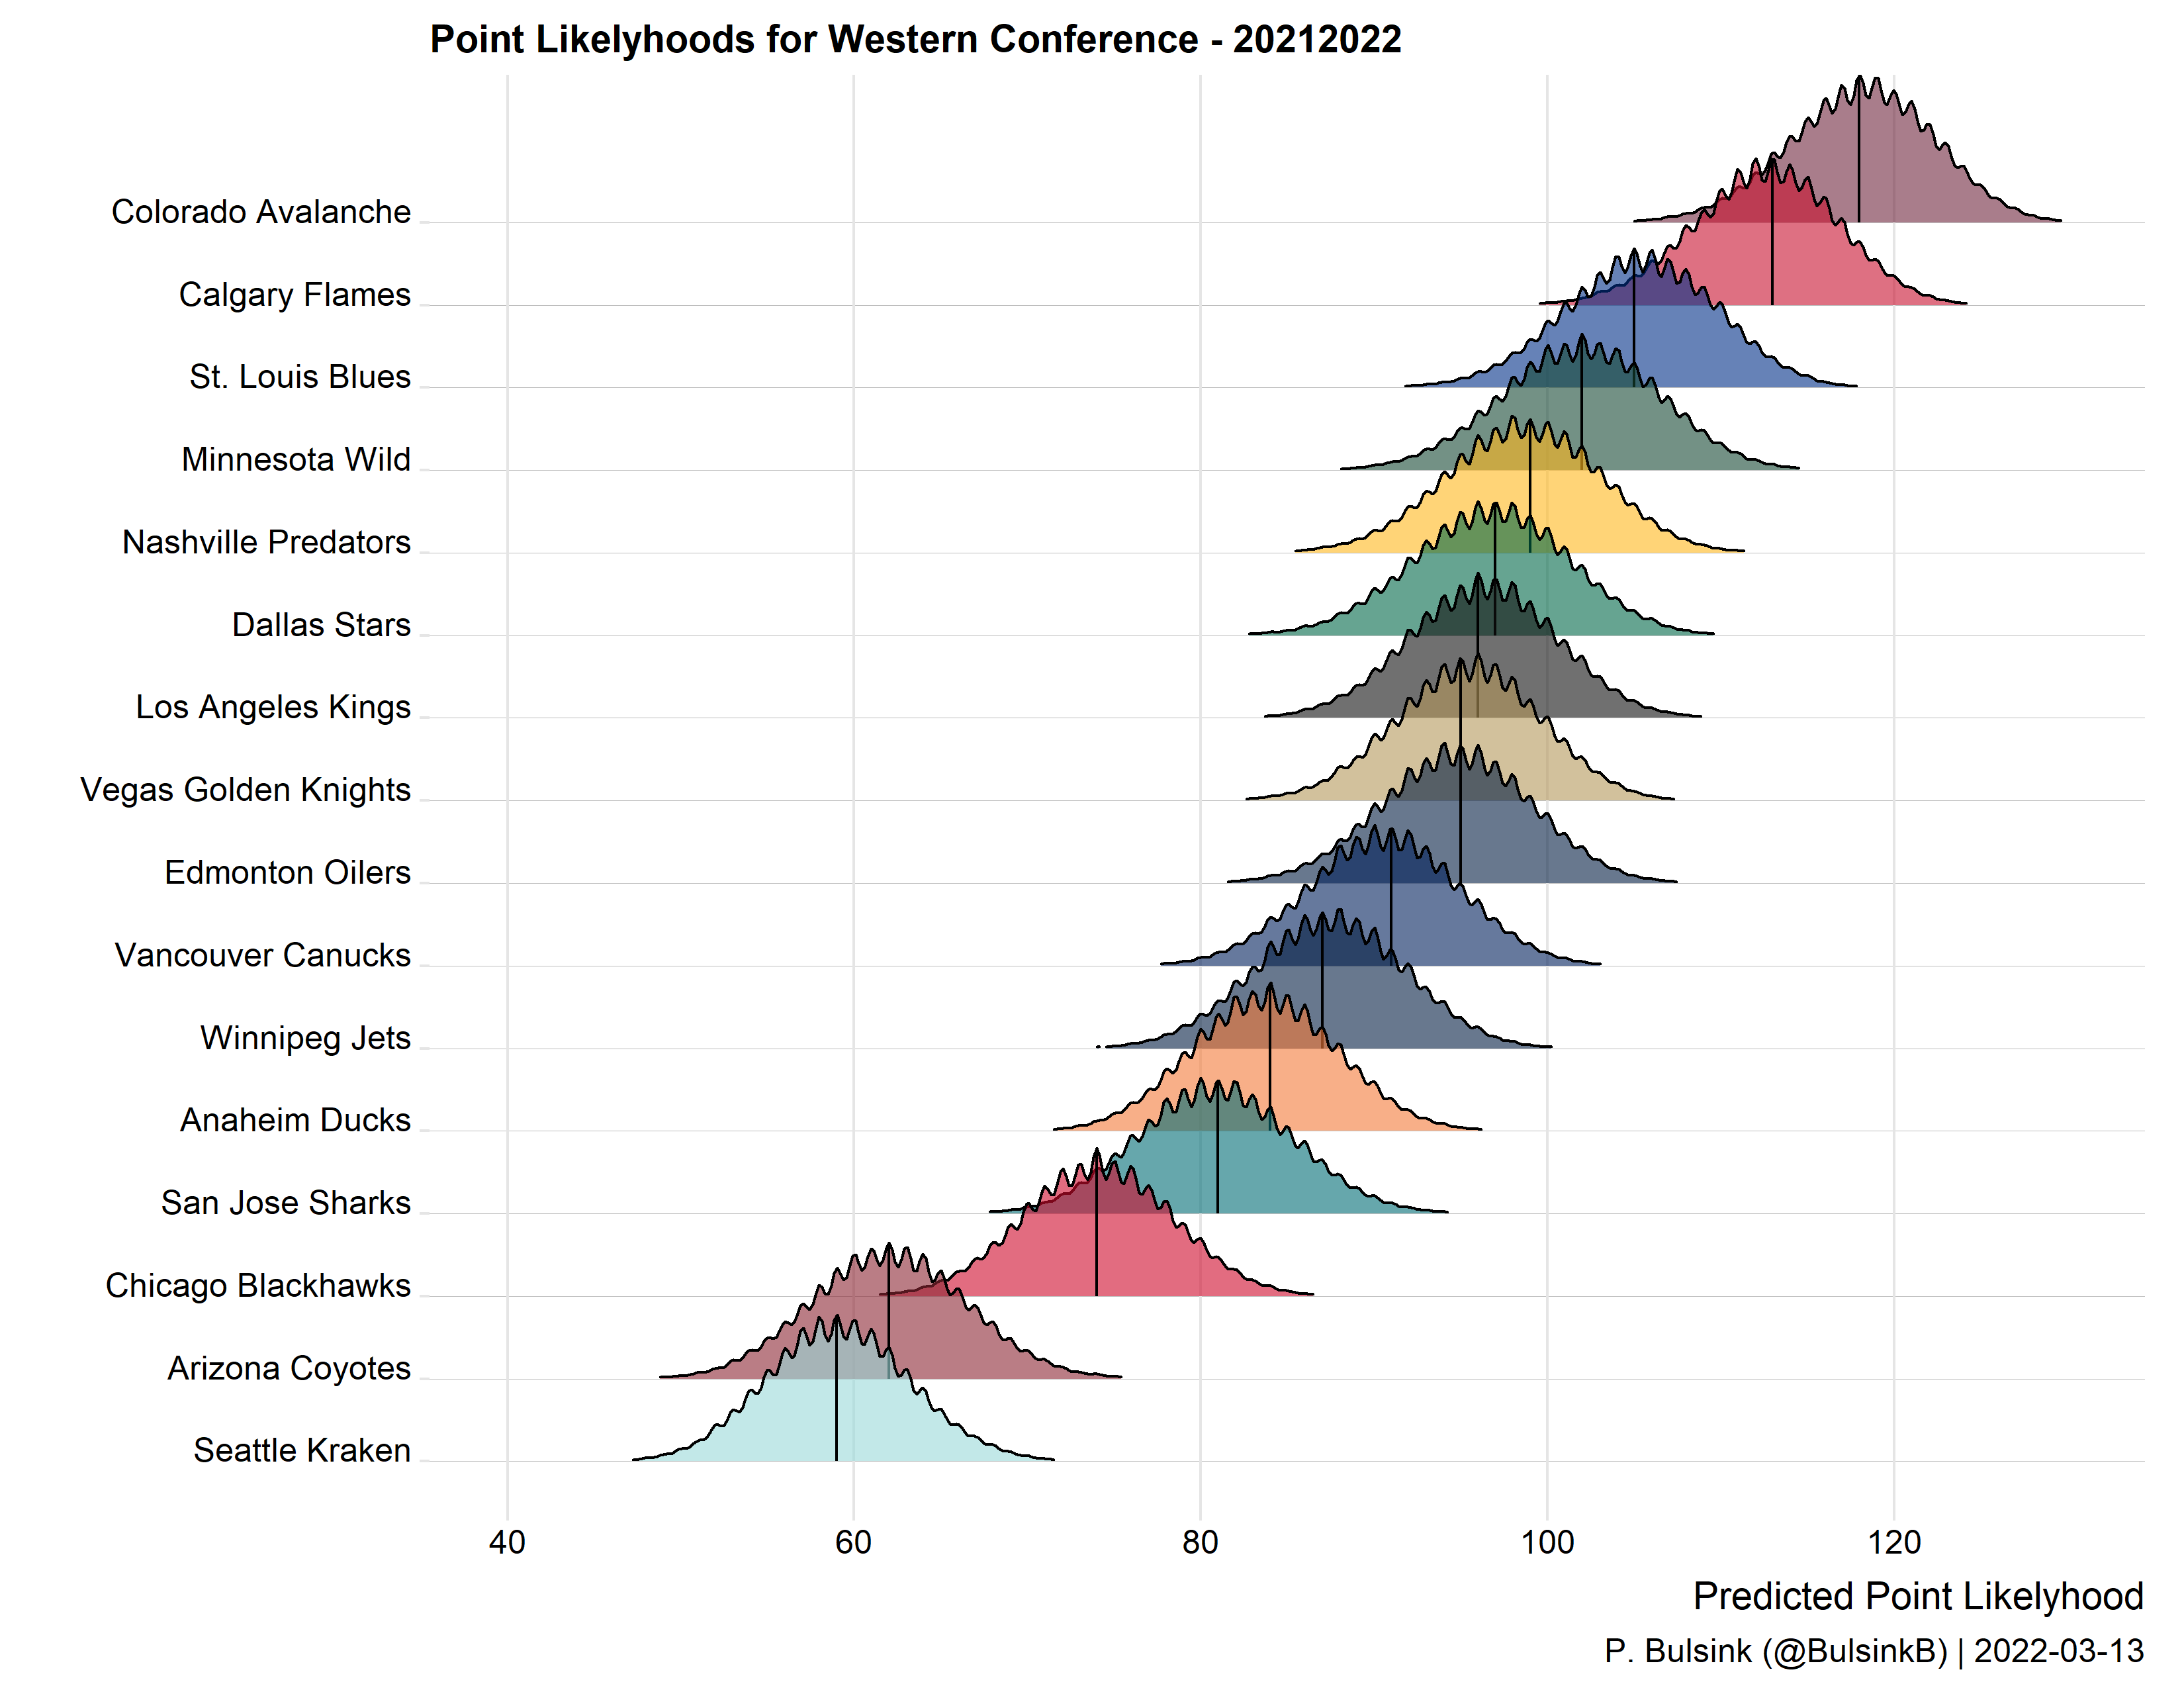 Point Likelyhoods for Western Conference - 20212022
Colorado Avalanche
Calgary Flames
St. Louis Blues
Minnesota Wild
Nashville Predators
Dallas Stars
Los Angeles Kings
Vegas Golden Knights
Edmonton Oilers
Vancouver Canucks
Winnipeg Jets
Anaheim Ducks
San Jose Sharks
Chicago Blackhawks
Arizona Coyotes
Seattle Kraken
40 60 80 100 120
Predicted Point Likelyhood
P. Bulsink (@BulsinkB) | 2022-03-13